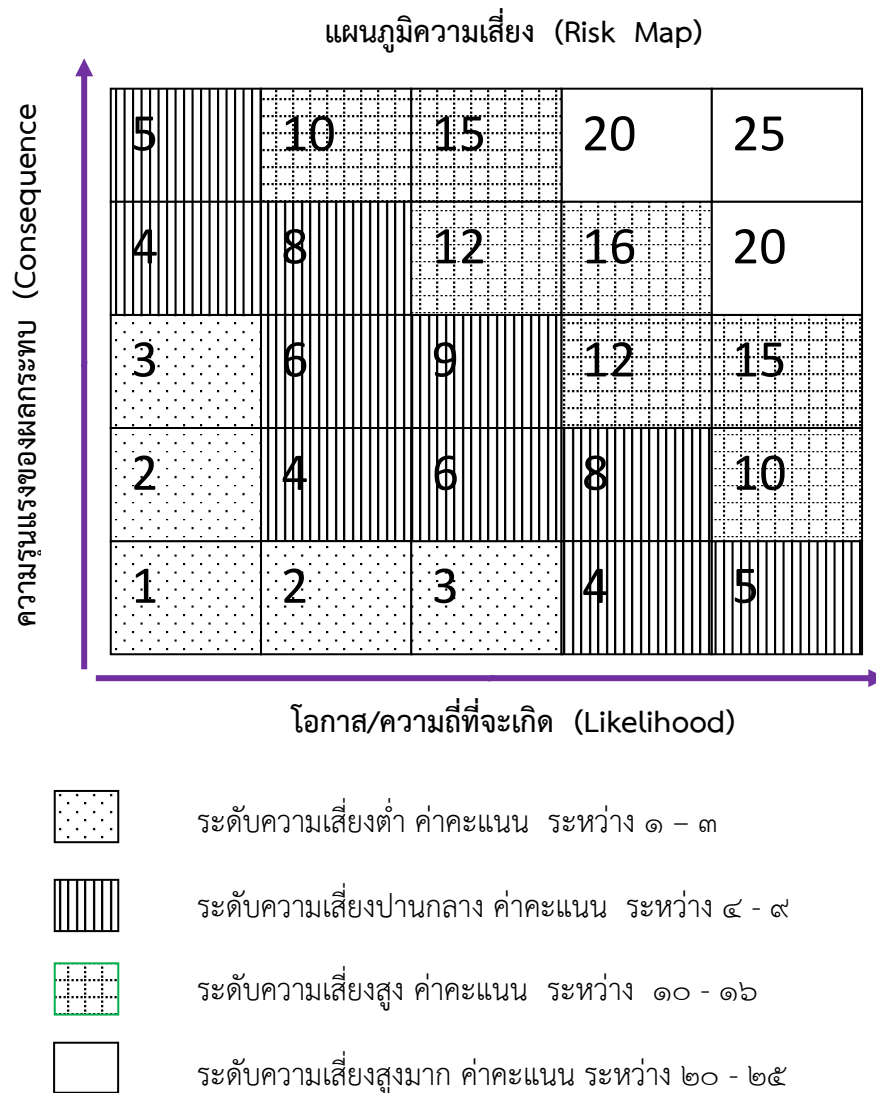 แผนภูมิความเสี่ยง (Risk Map)
ความรุนแรงของผลกระทบ (Consequence
5 10 15 20 25
4 8 12 16 20
3 6 9 12 15
2 4 6 8 10
1 2 3 4 5
โอกาส/ความถี่ที่จะเกิด (Likelihood)
ระดับความเสี่ยงต่ำ ค่าคะแนน ระหว่าง ๑ – ๓
ระดับความเสี่ยงปานกลาง ค่าคะแนน ระหว่าง ๔ - ๙
ระดับความเสี่ยงสูง ค่าคะแนน ระหว่าง ๑๐ - ๑๖
ระดับความเสี่ยงสูงมาก ค่าคะแนน ระหว่าง ๒๐ - ๒๕